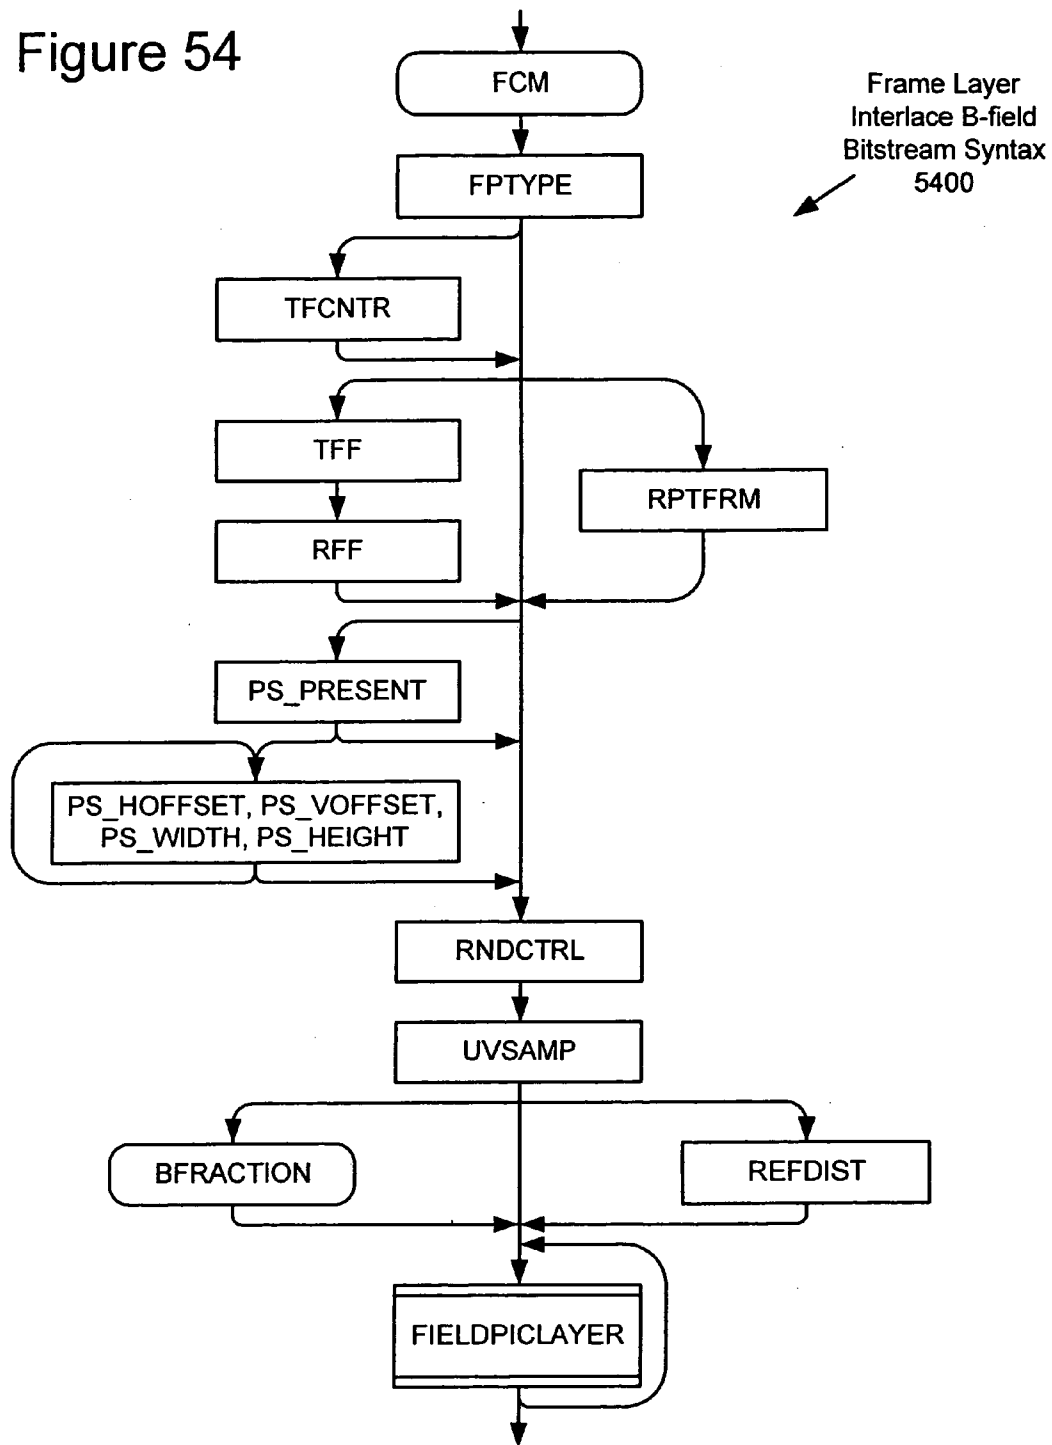 Figure 54
FCM
Frame Layer
Interlace B-field
Bitstream Syntax
5400
FPTYPE
TFCNTR
TFF
RPTFRM
RFF
PS_PRESENT
PS_HOFFSET, PS_VOFFSET,
PS_WIDTH, PS_HEIGHT
RNDCTRL
UVSAMP
BFRACTION
REFDIST
FIELDPICLAYER